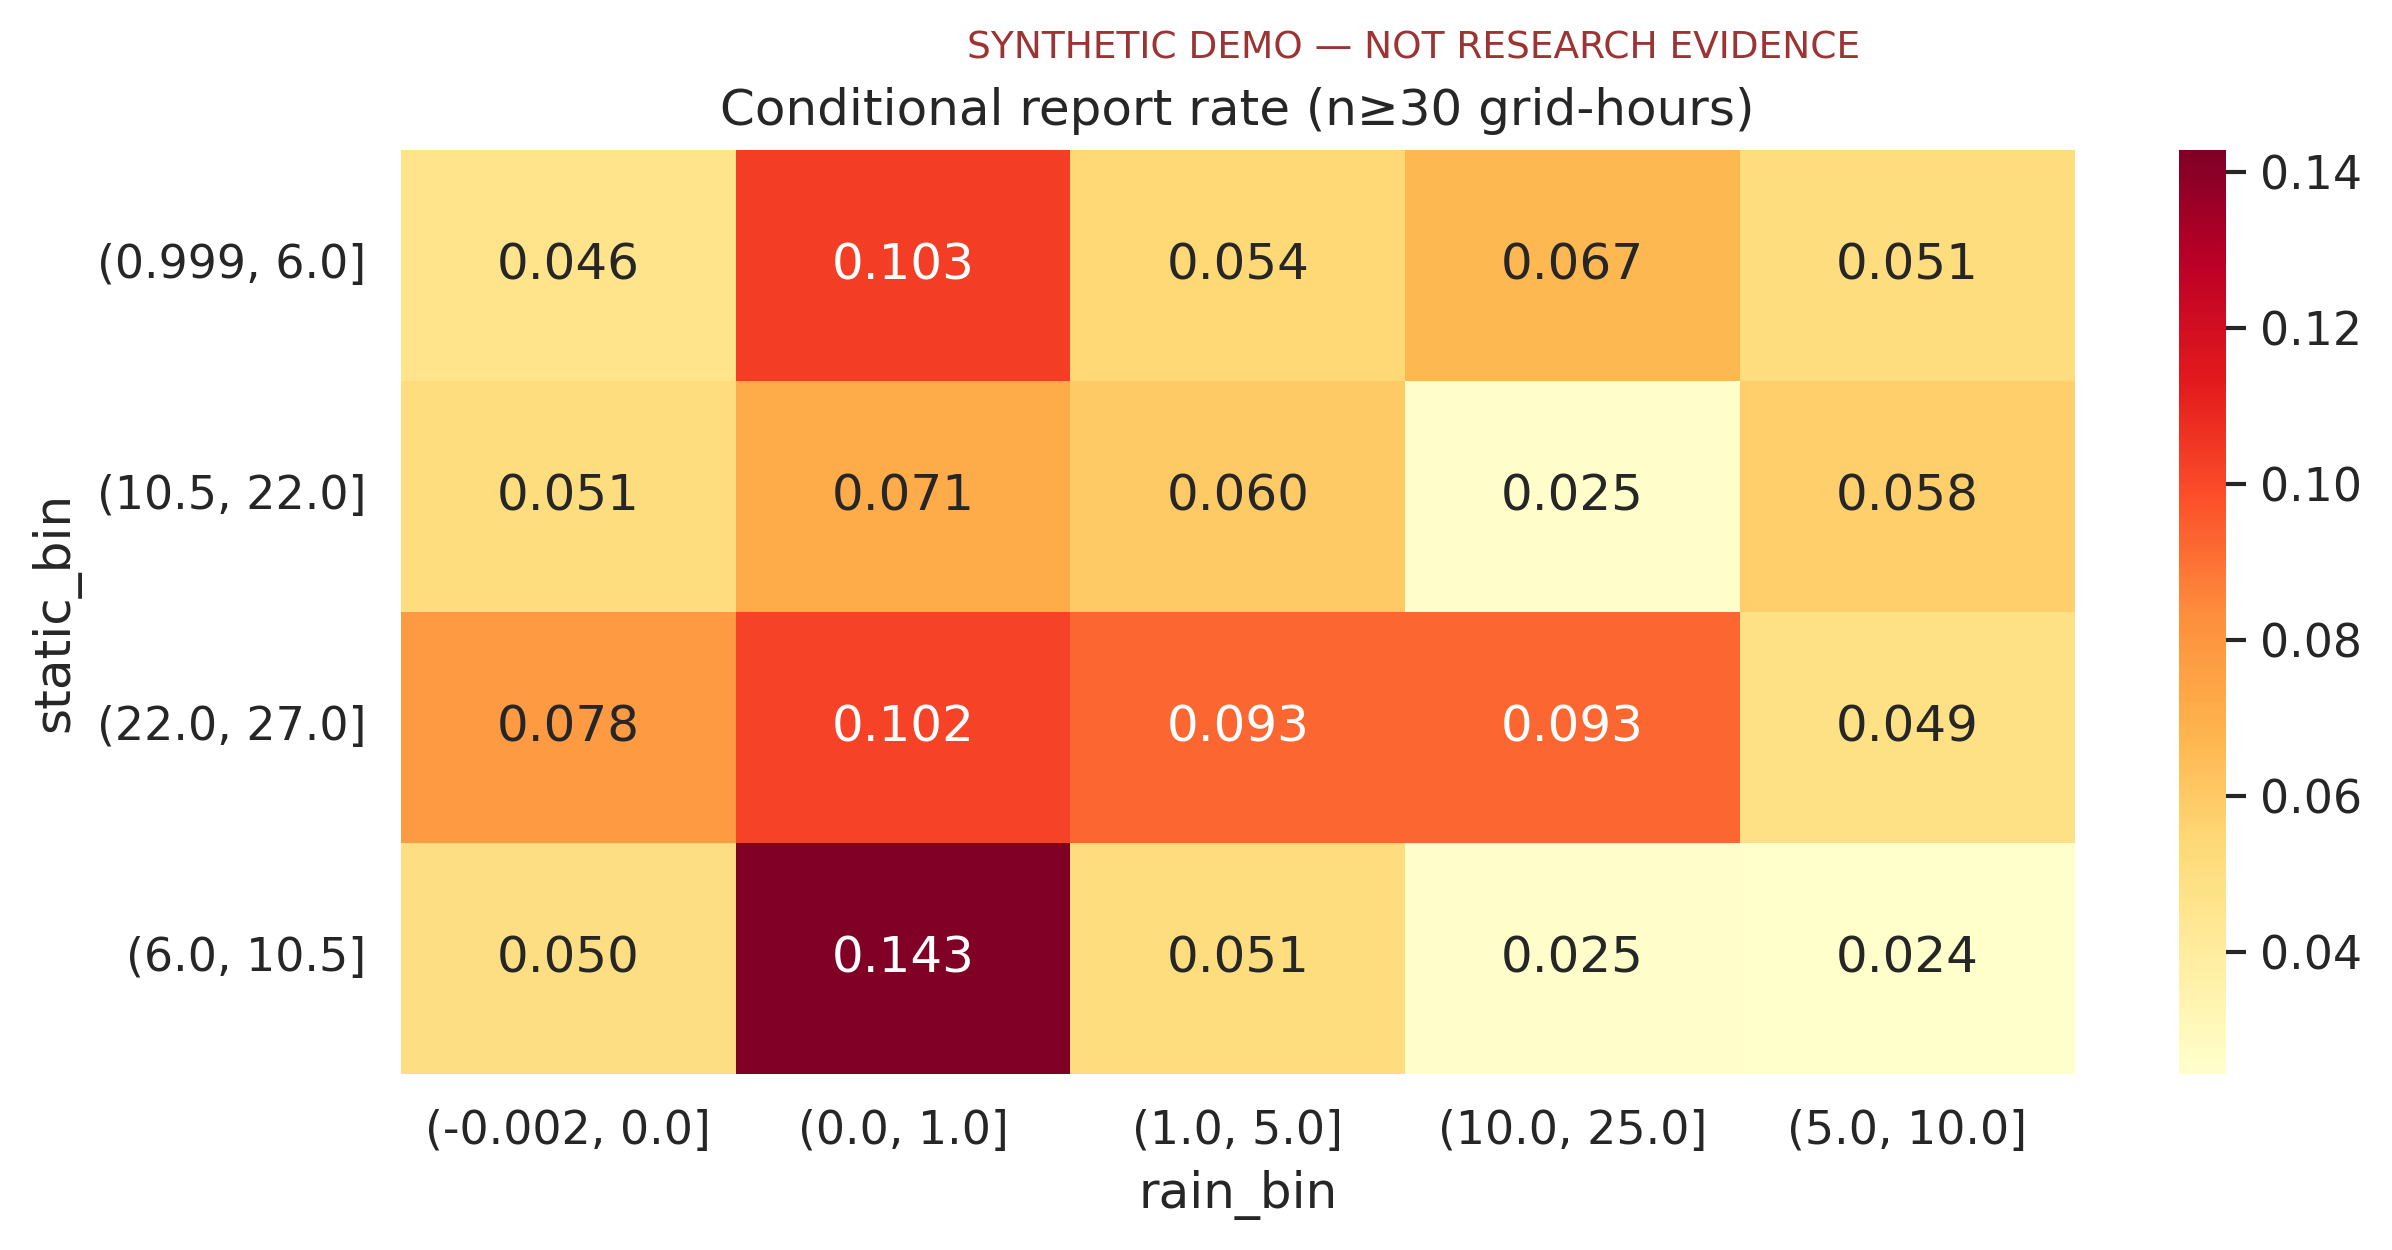 SYNTHETIC DEMO — NOT RESEARCH EVIDENCE
Conditional report rate (n≥30 grid-hours)
static_bin
(0.999, 6.0] 0.046 0.103 0.054 0.067 0.051
(10.5, 22.0] 0.051 0.071 0.060 0.025 0.058
(22.0, 27.0] 0.078 0.102 0.093 0.093 0.049
(6.0, 10.5] 0.050 0.143 0.051 0.025 0.024
(-0.002, 0.0] (0.0, 1.0] (1.0, 5.0] (10.0, 25.0] (5.0, 10.0]
rain_bin
0.14
0.12
0.10
0.08
0.06
0.04